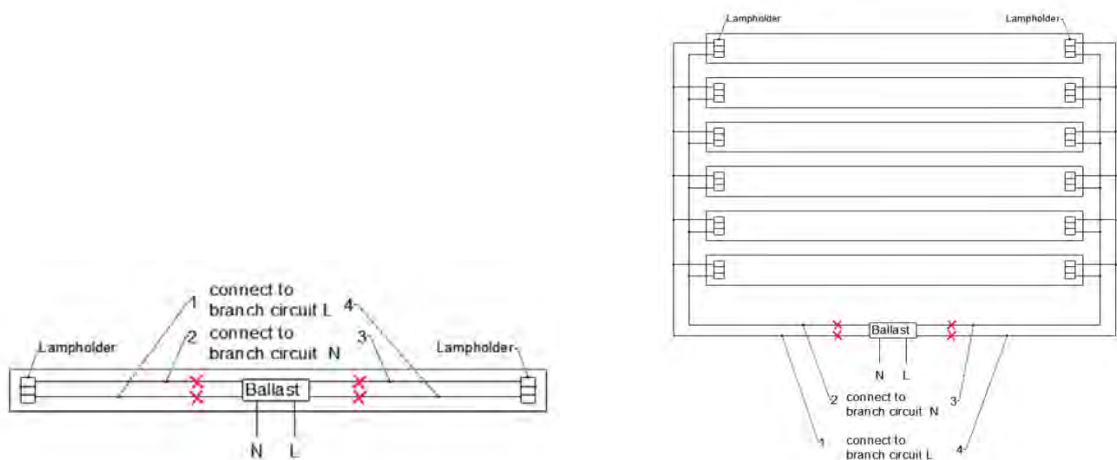 connect to
1 branch circuit L 4
2 connect to 3
branch circuit N
Lampholder Lampholder
Ballast
N L
Lampholder Lampholder
Ballast
N L
2 connect to 3
branch circuit N
1 connect to 4
branch circuit L